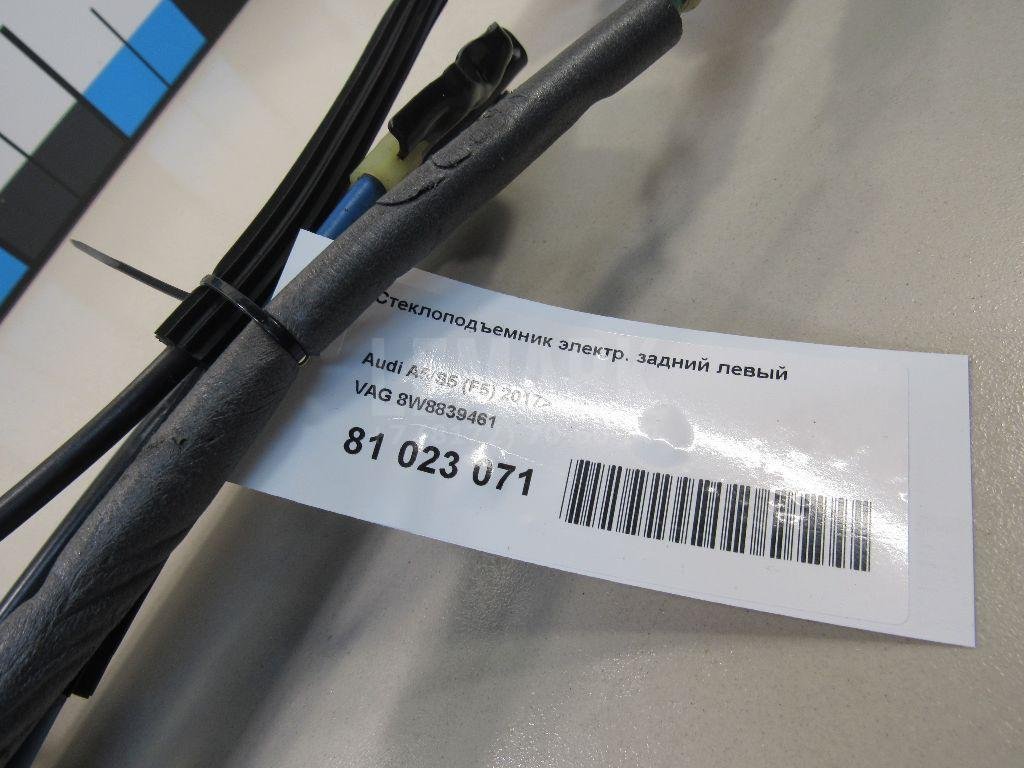 Стеклоподъемник электр. задний левый
Audi A5/S5 (F5) 2017>
VAG 8W8839461
81 023 071